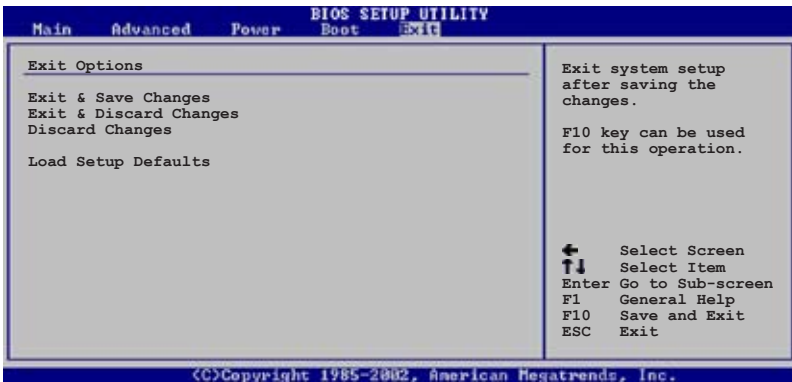 BIOS SETUP UTILITY
Main Advanced Power Boot Exit
Exit Options
Exit & Save Changes
Exit & Discard Changes
Discard Changes
Load Setup Defaults
Exit system setup
after saving the
changes.
F10 key can be used
for this operation.
← Select Screen
↑↓ Select Item
Enter Go to Sub-screen
F1 General Help
F10 Save and Exit
ESC Exit
(C)Copyright 1985-2002, American Megatrends, Inc.